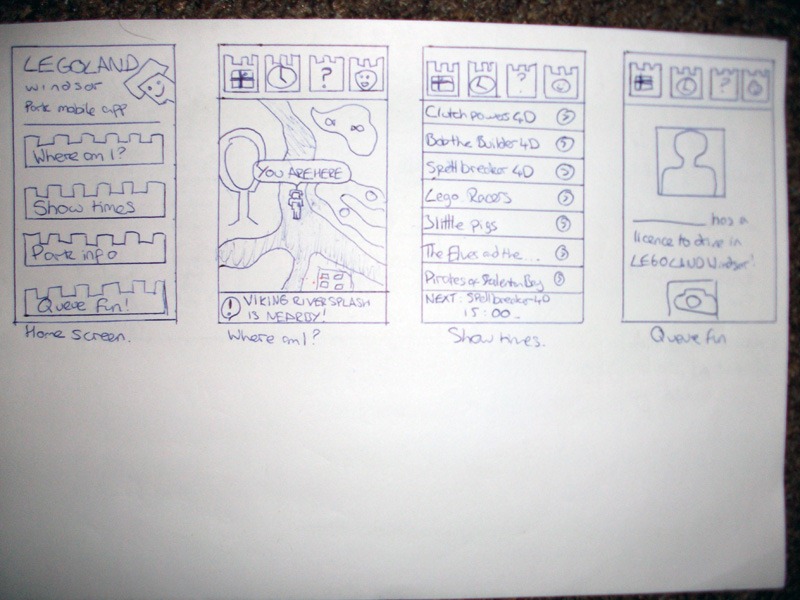 LEGOLAND
windsor
Park mobile app
Where am I?
Show times
Park info
Queue fun!
Home screen.
?
YOU ARE HERE
! VIKING RIVER SPLASH
IS NEARBY!
Where am I?
?
Clutch powers 4D
Bob the Builder 4D
Spellbreaker 4D
Lego Racers
3 little pigs
The Elves and the...
Pirates of Skeleton Bay
NEXT: Spellbreaker 4D
15:00
Show times.
?
_______ has a
licence to drive in
LEGOLAND Windsor!
Queue fun